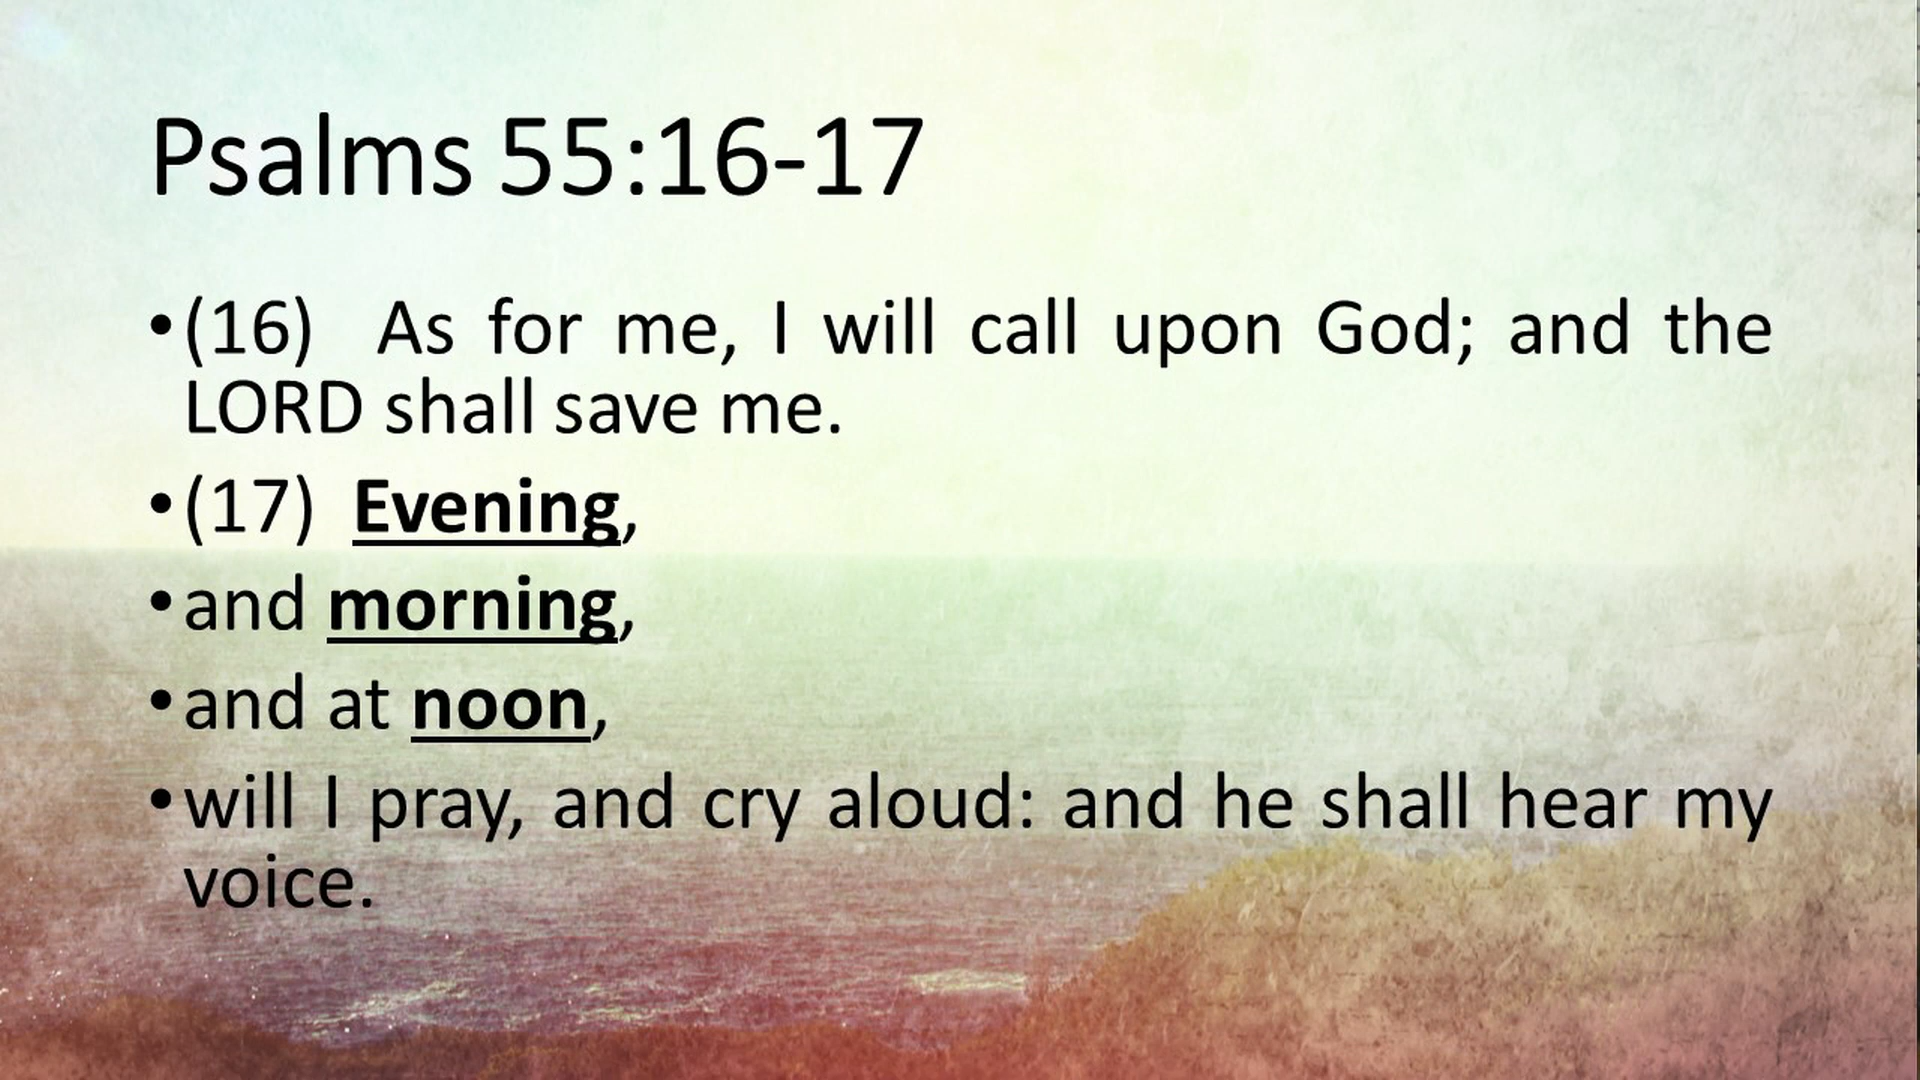 Psalms 55:16-17
•(16)  As for me, I will call upon God; and the
LORD shall save me.
•(17)  Evening,
•and morning,
•and at noon,
•will I pray, and cry aloud: and he shall hear my
voice.